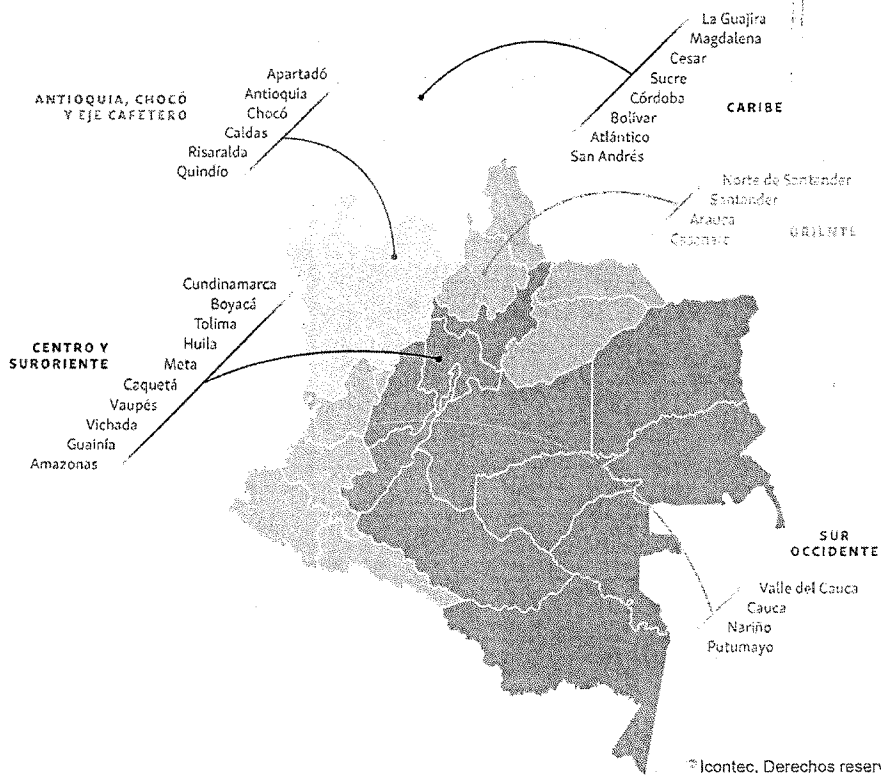 ANTIOQUIA, CHOCÓ
Y EJE CAFETERO
Apartadó
Antioquia
Chocó
Caldas
Risaralda
Quindío
La Guajira
Magdalena
Cesar
Sucre
Córdoba
Bolívar
Atlántico
San Andrés
CARIBE
Norte de Santander
Santander
Arauca
Casanare
ORIENTE
CENTRO Y
SURORIENTE
Cundinamarca
Boyacá
Tolima
Huila
Meta
Caquetá
Vaupés
Vichada
Guainía
Amazonas
SUR
OCCIDENTE
Valle del Cauca
Cauca
Nariño
Putumayo
Icontec, Derechos reser